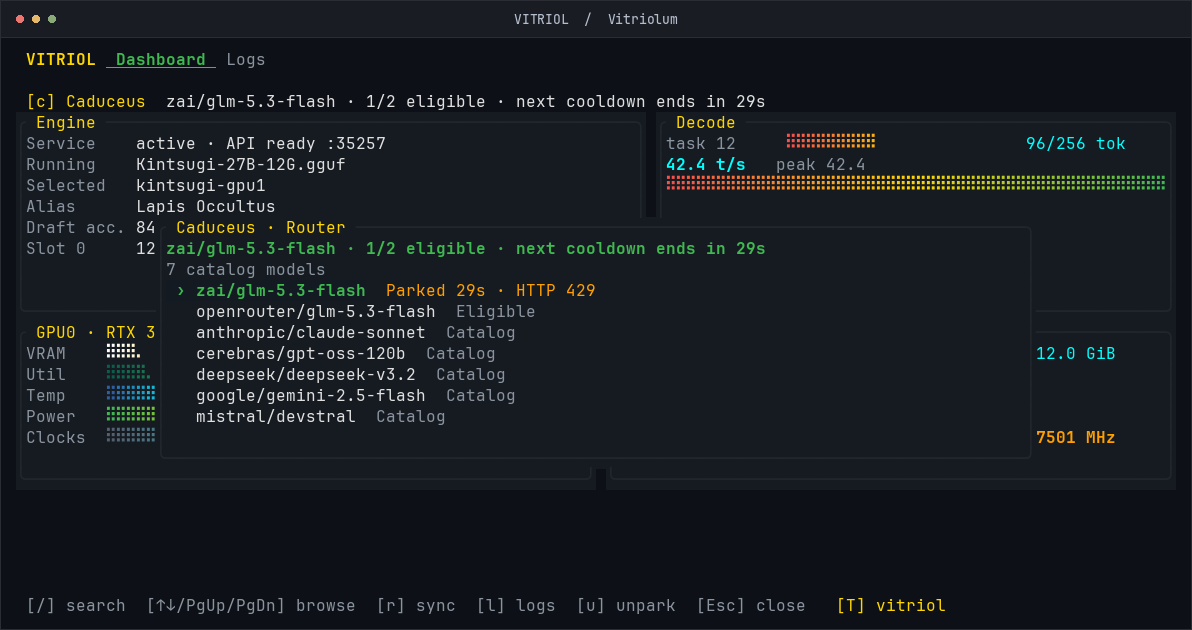 VITRIOL / Vitriolum
VITRIOL Dashboard Logs
[c] Caduceus zai/glm-5.3-flash · 1/2 eligible · next cooldown ends in 29s
Engine
Service active · API ready :35257
Running Kintsugi-27B-12G.gguf
Selected kintsugi-gpu1
Alias Lapis Occultus
Draft acc. 84
Slot 0 12
Decode
task 12 96/256 tok
42.4 t/s peak 42.4
Caduceus · Router
zai/glm-5.3-flash · 1/2 eligible · next cooldown ends in 29s
7 catalog models
› zai/glm-5.3-flash Parked 29s · HTTP 429
openrouter/glm-5.3-flash Eligible
anthropic/claude-sonnet Catalog
cerebras/gpt-oss-120b Catalog
deepseek/deepseek-v3.2 Catalog
google/gemini-2.5-flash Catalog
mistral/devstral Catalog
GPU0 · RTX 3
VRAM 12.0 GiB
Util
Temp
Power
Clocks 7501 MHz
[/] search [↑↓/PgUp/PgDn] browse [r] sync [l] logs [u] unpark [Esc] close [T] vitriol